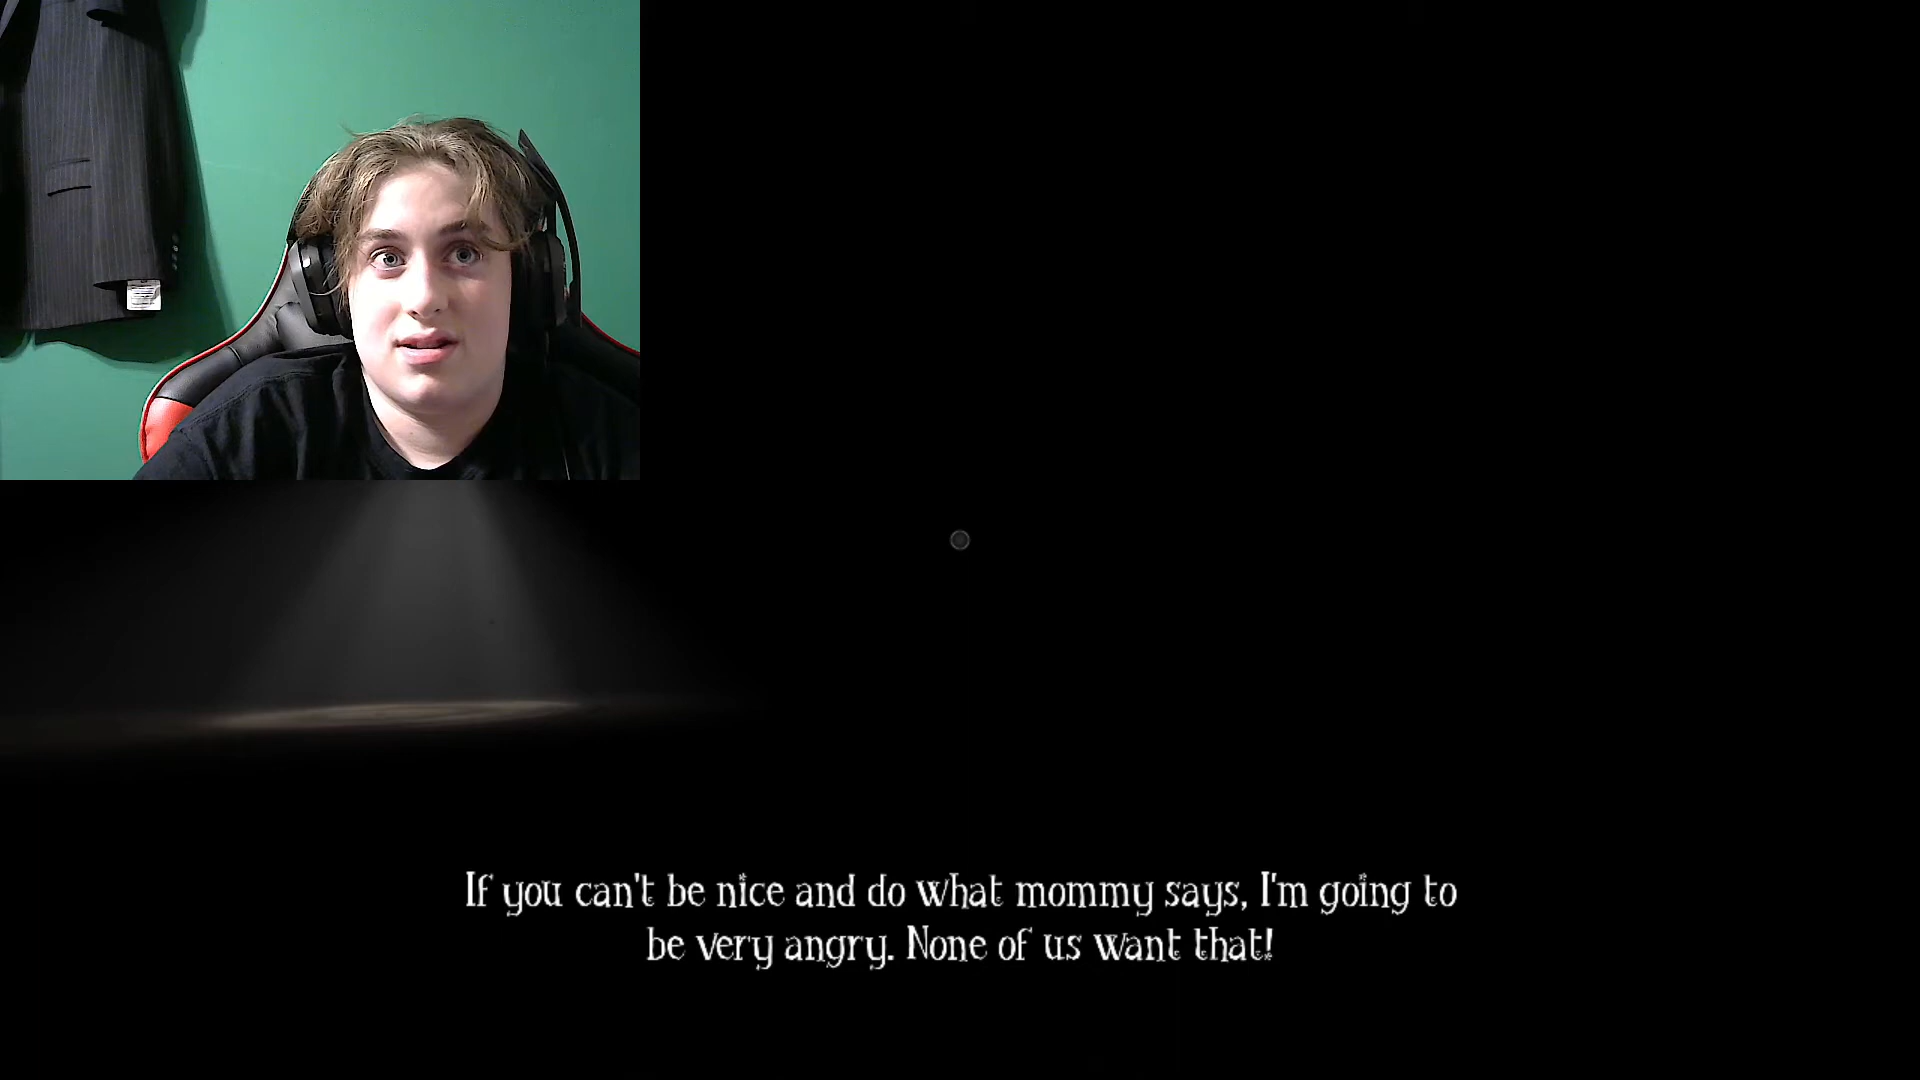 If you can't be nice and do what mommy says, I'm going to
be very angry. None of us want that!